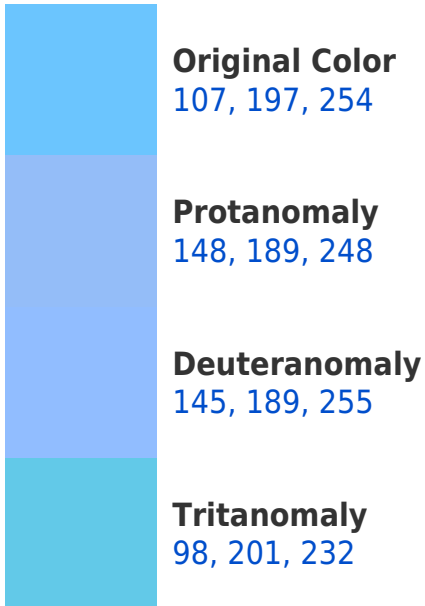 Original Color
107, 197, 254
Protanomaly
148, 189, 248
Deuteranomaly
145, 189, 255
Tritanomaly
98, 201, 232